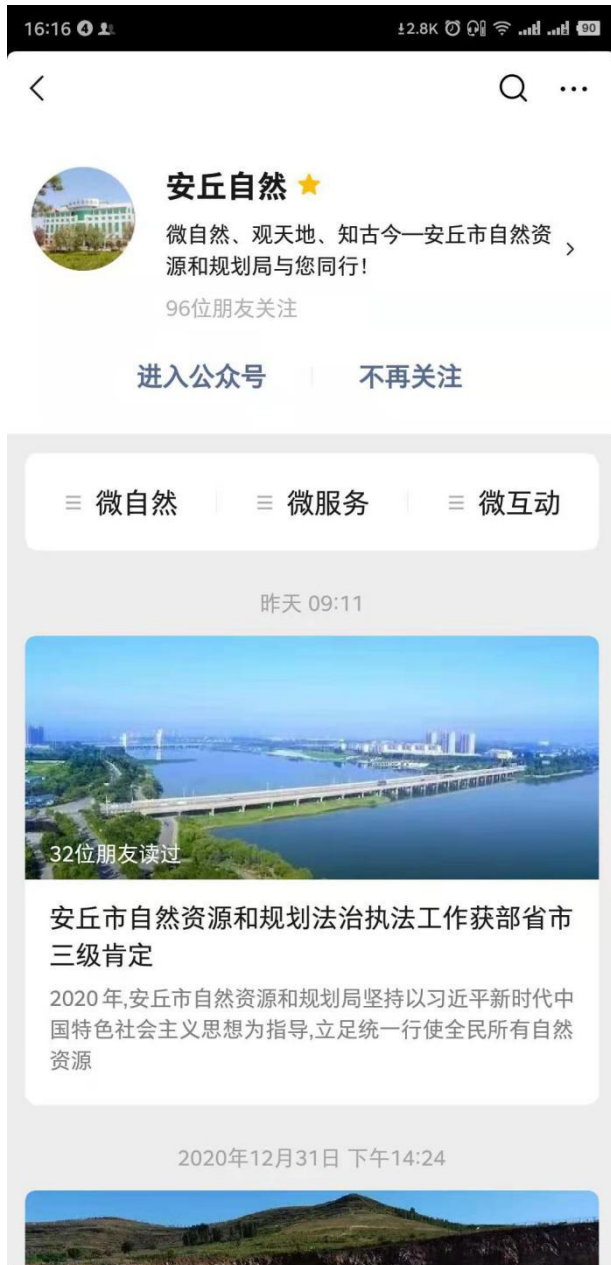 16:16
2.8K
90
安丘自然
微自然、观天地、知古今一安丘市自然资
源和规划局与您同行!
96位朋友关注
进入公众号
不再关注
微自然
微服务
微互动
昨天 09:11
32位朋友读过
安丘市自然资源和规划法治执法工作获部省市
三级肯定
2020 年,安丘市自然资源和规划局坚持以习近平新时代中
国特色社会主义思想为指导,立足统一行使全民所有自然
资源
2020年12月31日 下午14:24